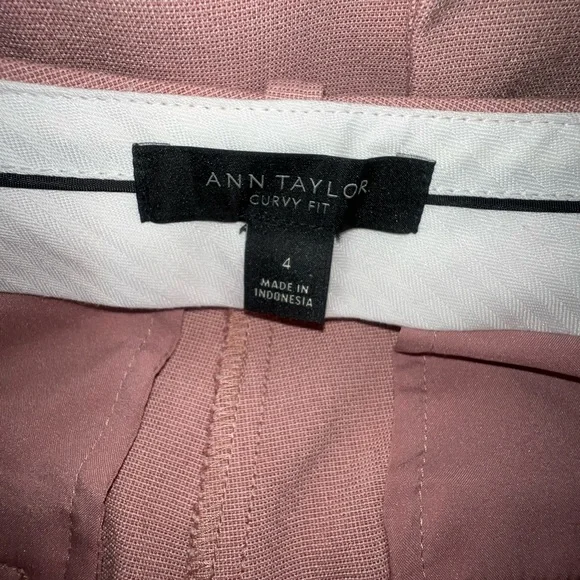 ANN TAYLOR
CURVY FIT
4
MADE IN
INDONESIA